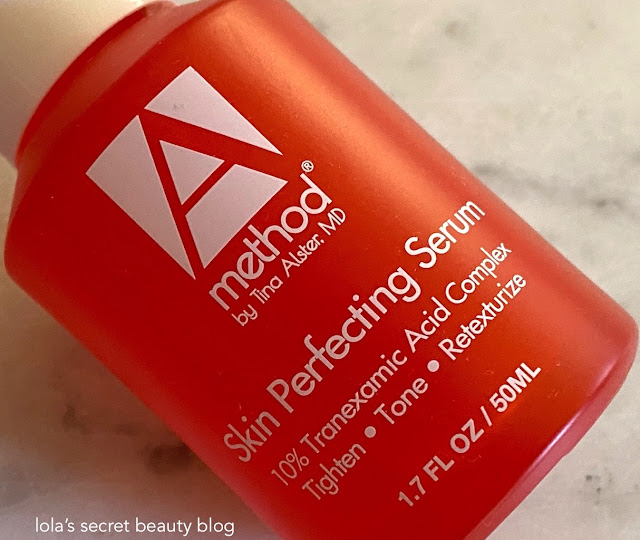 A
method®
by Tina Alster, MD
Skin Perfecting Serum
10% Tranexamic Acid Complex
Tighten • Tone • Retexturize
1.7 FL OZ / 50ML
lola's secret beauty blog